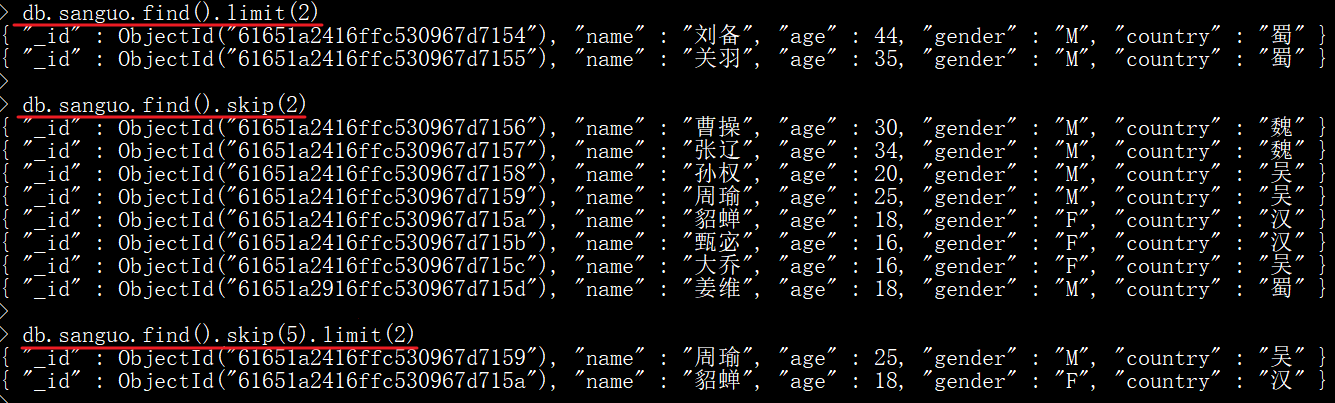 > db.sanguo.find().limit(2)
{ "_id" : ObjectId("61651a2416ffc530967d7154"), "name" : "刘备", "age" : 44, "gender" : "M", "country" : "蜀" }
{ "_id" : ObjectId("61651a2416ffc530967d7155"), "name" : "关羽", "age" : 35, "gender" : "M", "country" : "蜀" }
>
> db.sanguo.find().skip(2)
{ "_id" : ObjectId("61651a2416ffc530967d7156"), "name" : "曹操", "age" : 30, "gender" : "M", "country" : "魏" }
{ "_id" : ObjectId("61651a2416ffc530967d7157"), "name" : "张辽", "age" : 34, "gender" : "M", "country" : "魏" }
{ "_id" : ObjectId("61651a2416ffc530967d7158"), "name" : "孙权", "age" : 20, "gender" : "M", "country" : "吴" }
{ "_id" : ObjectId("61651a2416ffc530967d7159"), "name" : "周瑜", "age" : 25, "gender" : "M", "country" : "吴" }
{ "_id" : ObjectId("61651a2416ffc530967d715a"), "name" : "貂蝉", "age" : 18, "gender" : "F", "country" : "汉" }
{ "_id" : ObjectId("61651a2416ffc530967d715b"), "name" : "甄宓", "age" : 16, "gender" : "F", "country" : "汉" }
{ "_id" : ObjectId("61651a2416ffc530967d715c"), "name" : "大乔", "age" : 16, "gender" : "F", "country" : "吴" }
{ "_id" : ObjectId("61651a2916ffc530967d715d"), "name" : "姜维", "age" : 18, "gender" : "M", "country" : "蜀" }
>
> db.sanguo.find().skip(5).limit(2)
{ "_id" : ObjectId("61651a2416ffc530967d7159"), "name" : "周瑜", "age" : 25, "gender" : "M", "country" : "吴" }
{ "_id" : ObjectId("61651a2416ffc530967d715a"), "name" : "貂蝉", "age" : 18, "gender" : "F", "country" : "汉" }
>